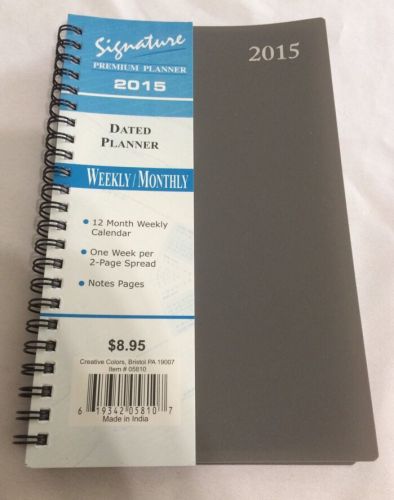 Signature
PREMIUM PLANNER
2015
2015
DATED
PLANNER
WEEKLY/MONTHLY
• 12 Month Weekly
Calendar
• One Week per
2-Page Spread
• Notes Pages
$8.95
Creative Colors, Bristol PA 19007
Item # 05810
6 19342 05810 7
Made in India